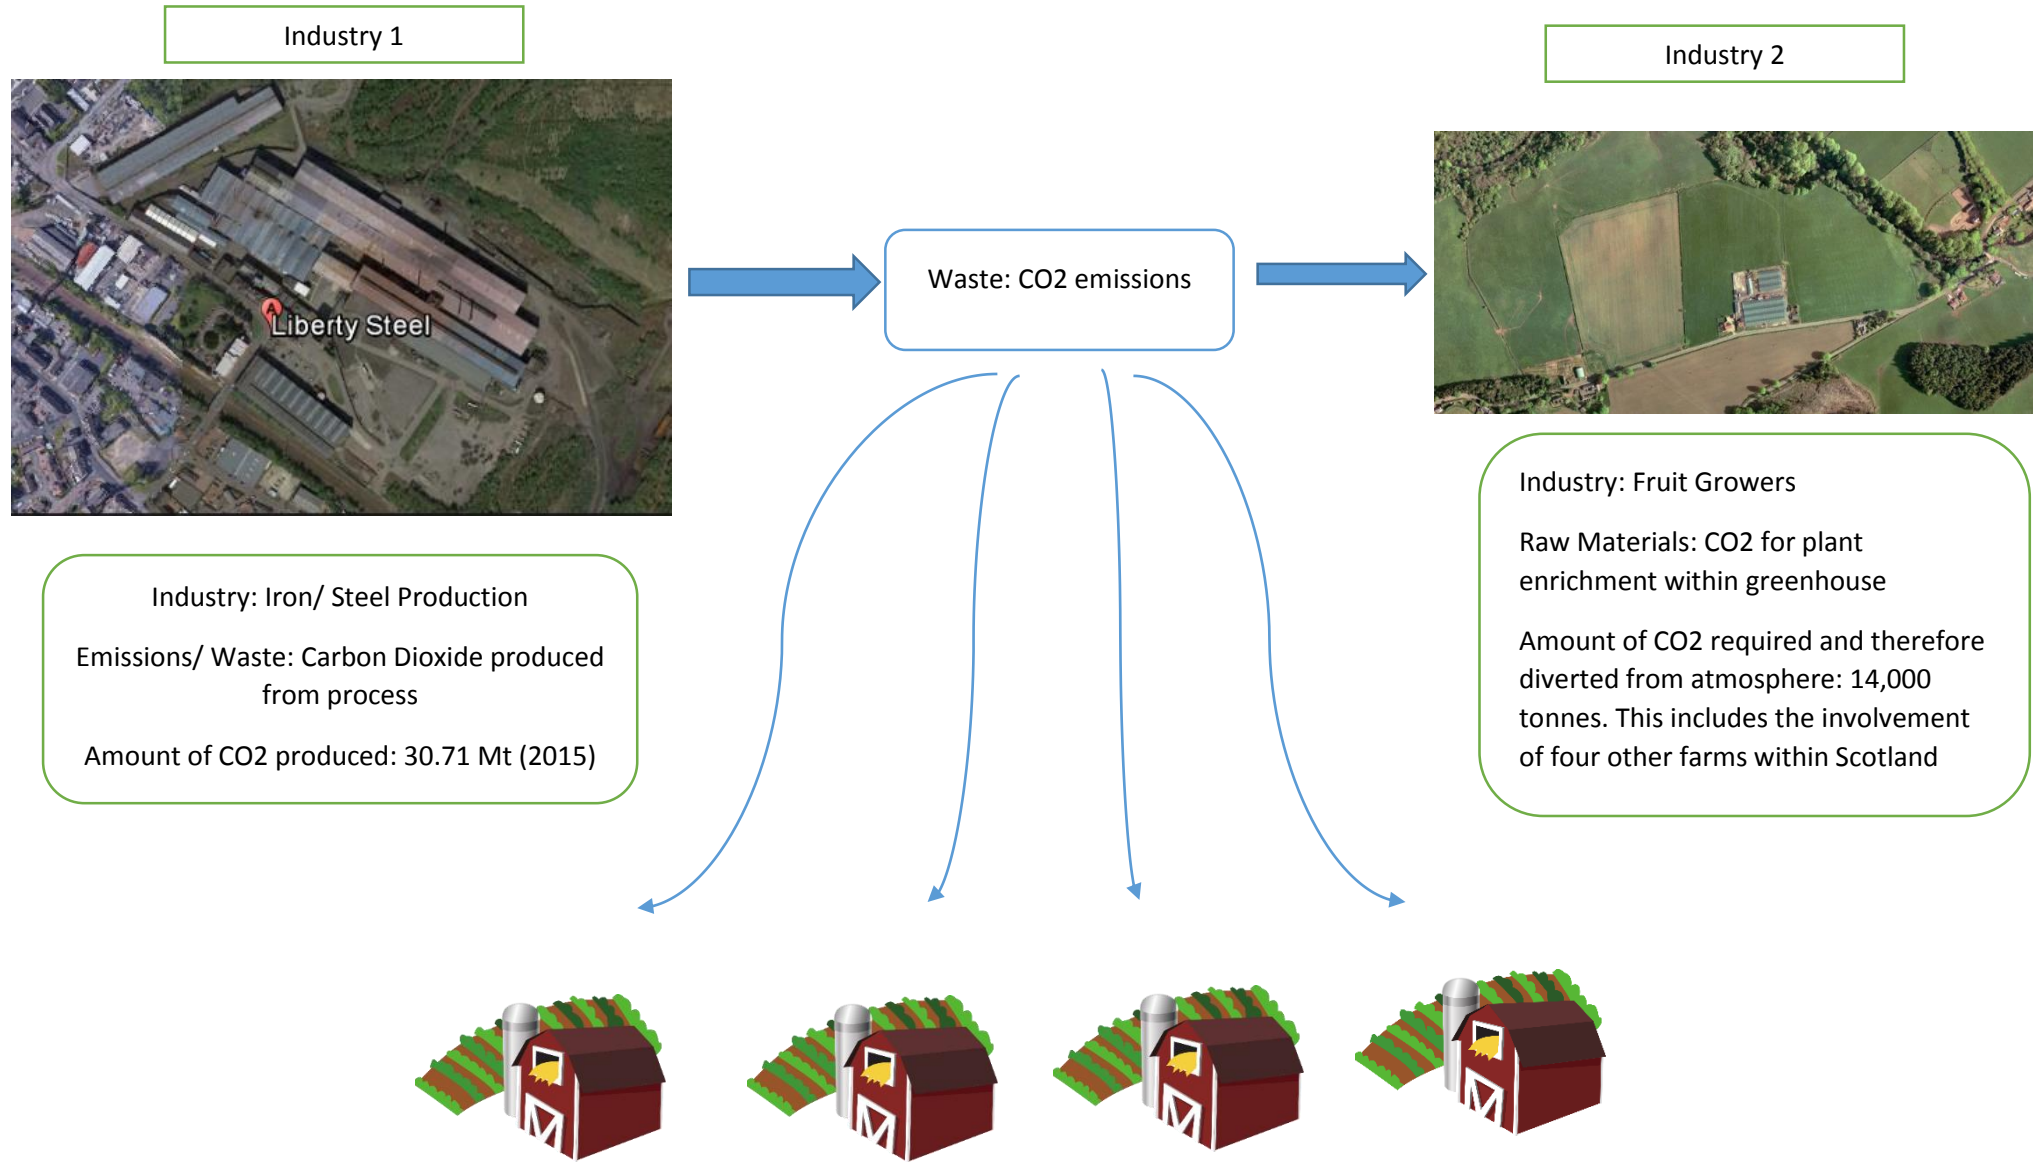 Industry 1
Industry 2
Liberty Steel
A
Waste: CO2 emissions
Industry: Iron/ Steel Production
Emissions/ Waste: Carbon Dioxide produced
from process
Amount of CO2 produced: 30.71 Mt (2015)
Industry: Fruit Growers
Raw Materials: CO2 for plant
enrichment within greenhouse
Amount of CO2 required and therefore
diverted from atmosphere: 14,000
tonnes. This includes the involvement
of four other farms within Scotland